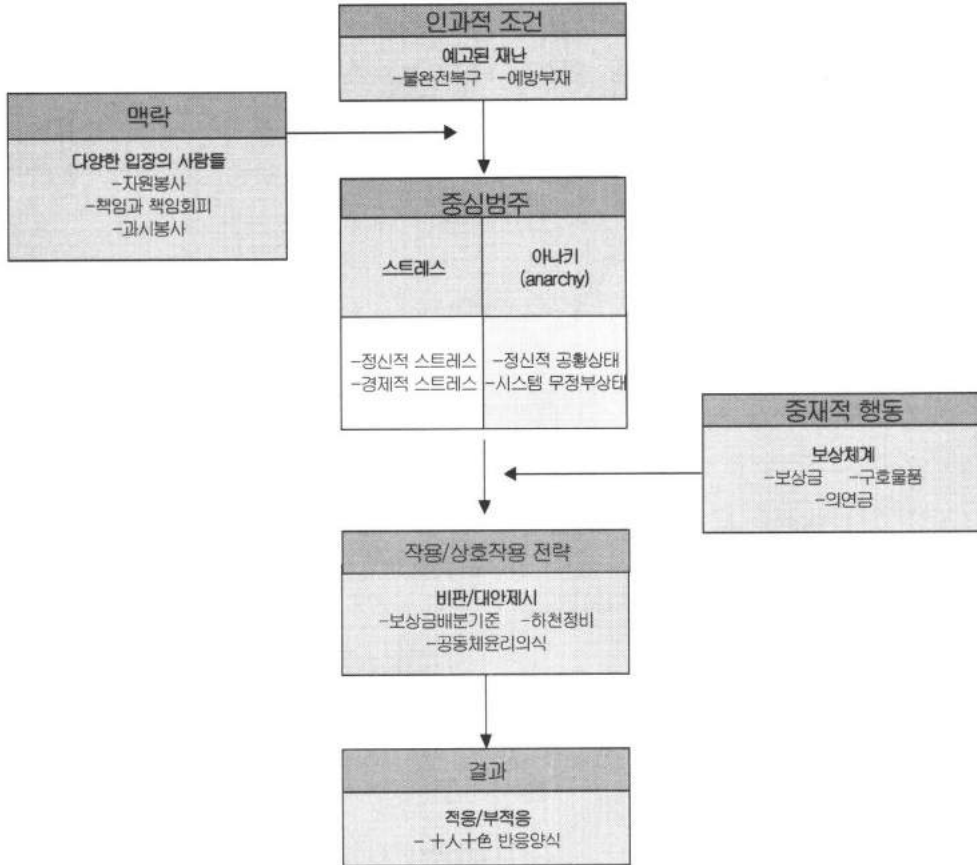 인과적 조건
예고된 재난
-불완전복구 -예방부재
맥락
다양한 입장의 사람들
-자원봉사
-책임과 책임회피
-과시봉사
중심범주
스트레스
아나키
(anarchy)
-정신적 스트레스
-경제적 스트레스
-정신적 공황상태
-시스템 무정부상태
중재적 행동
보상체계
-보상금 -구호물품
-의연금
작용/상호작용 전략
비판/대안제시
-보상금배분기준 -하천정비
-공동체윤리의식
결과
적응/부적응
- 十人十色 반응양식